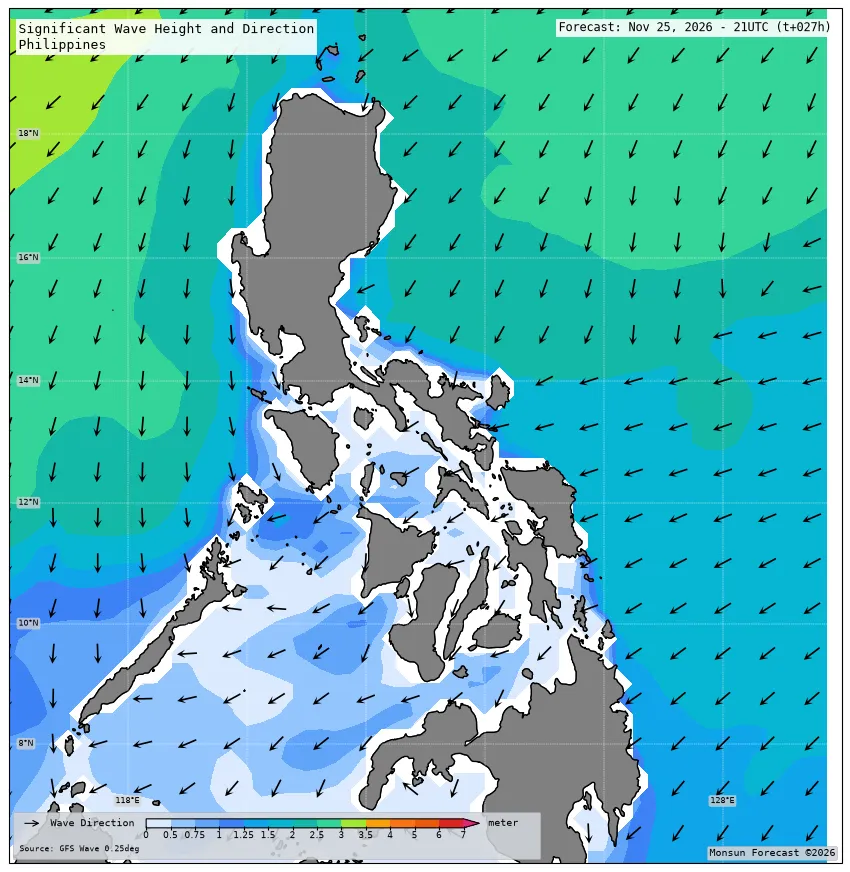 Significant Wave Height and Direction
Philippines
Forecast: Nov 25, 2026 - 21UTC (t+027h)
18°N
16°N
14°N
12°N
10°N
8°N
118°E
128°E
Wave Direction
0 0.5 0.75 1 1.25 1.5 2 2.5 3 3.5 4 5 6 7
meter
Source: GFS Wave 0.25deg
Monsun Forecast ©2026